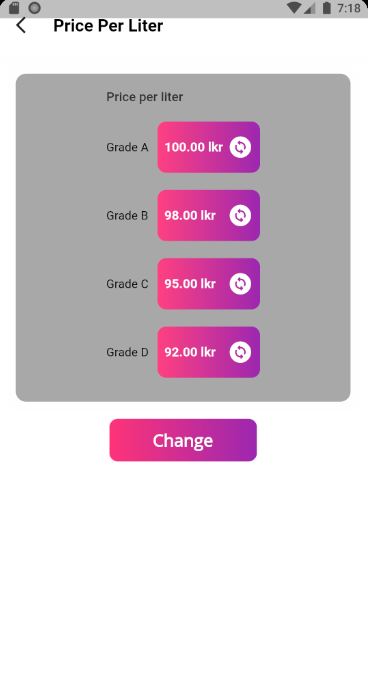 7:18
Price Per Liter
Price per liter
Grade A 100.00 lkr
Grade B 98.00 lkr
Grade C 95.00 lkr
Grade D 92.00 lkr
Change